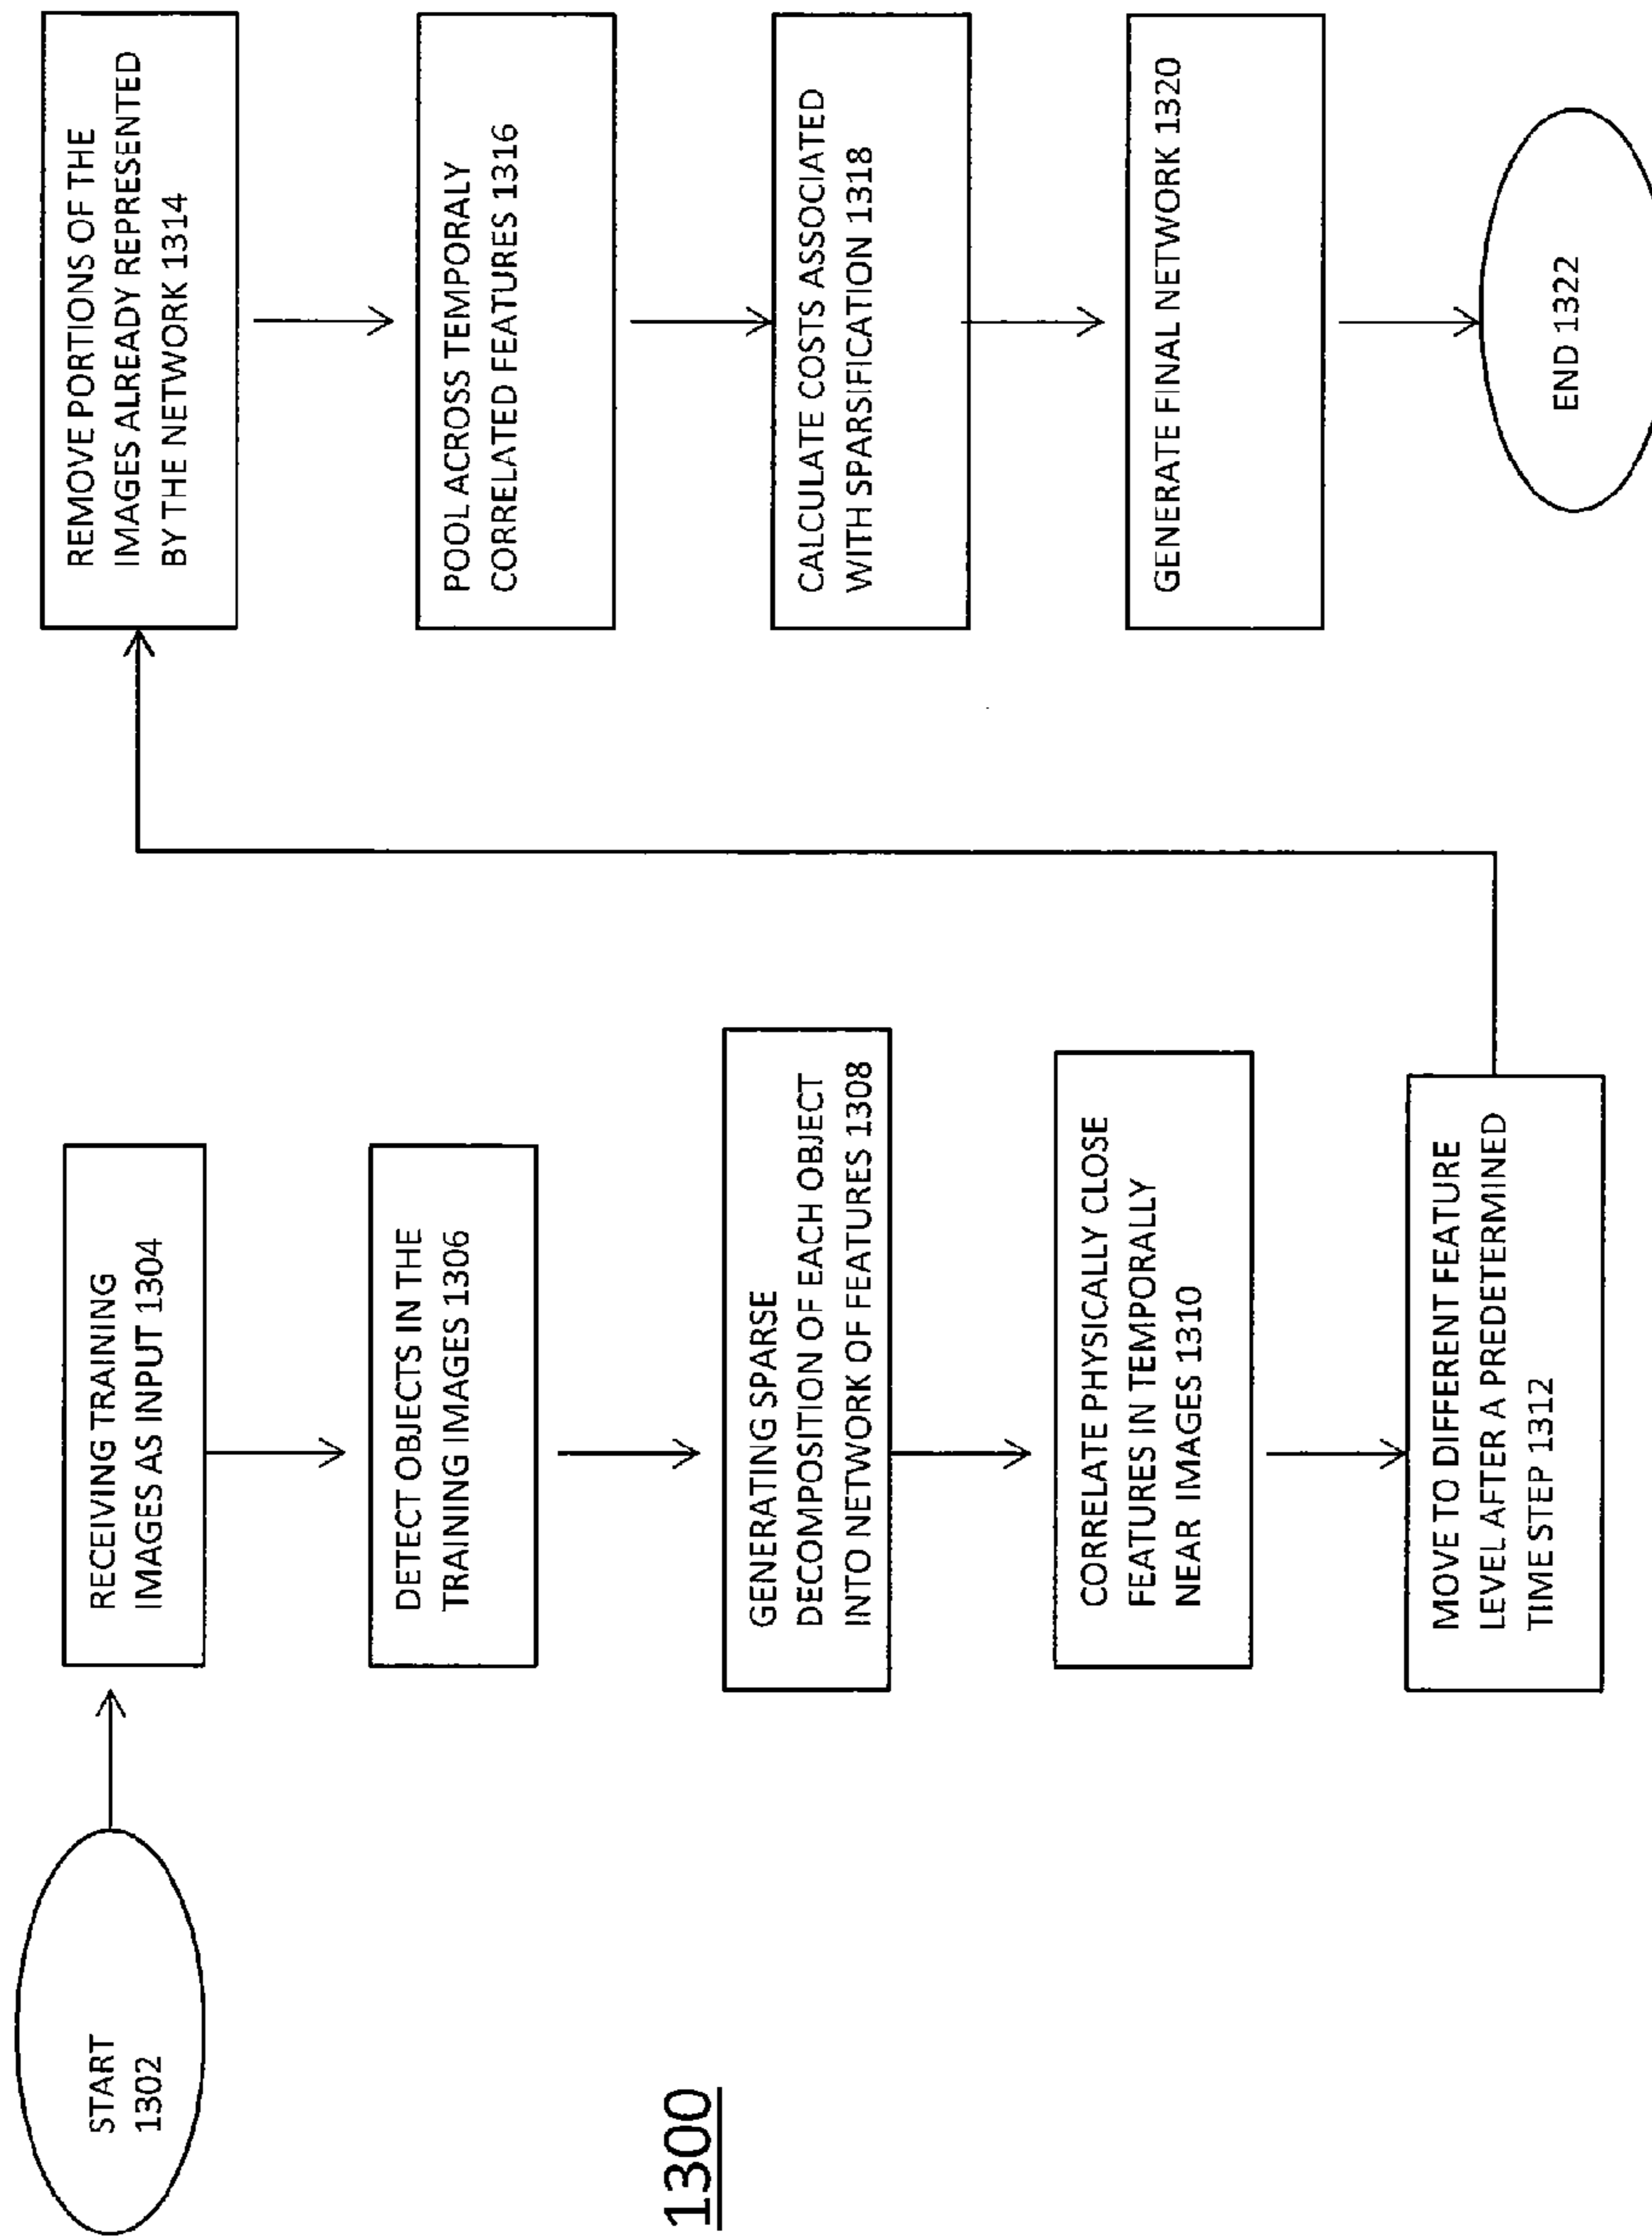 START
1302
RECEIVING TRAINING
IMAGES AS INPUT 1304
DETECT OBJECTS IN THE
TRAINING IMAGES 1306
GENERATING SPARSE
DECOMPOSITION OF EACH OBJECT
INTO NETWORK OF FEATURES 1308
CORRELATE PHYSICALLY CLOSE
FEATURES IN TEMPORALLY
NEAR IMAGES 1310
MOVE TO DIFFERENT FEATURE
LEVEL AFTER A PREDETERMINED
TIME STEP 1312
REMOVE PORTIONS OF THE
IMAGES ALREADY REPRESENTED
BY THE NETWORK 1314
POOL ACROSS TEMPORALY
CORRELATED FEATURES 1316
CALCULATE COSTS ASSOCIATED
WITH SPARSIFICATION 1318
GENERATE FINAL NETWORK 1320
END 1322
1300